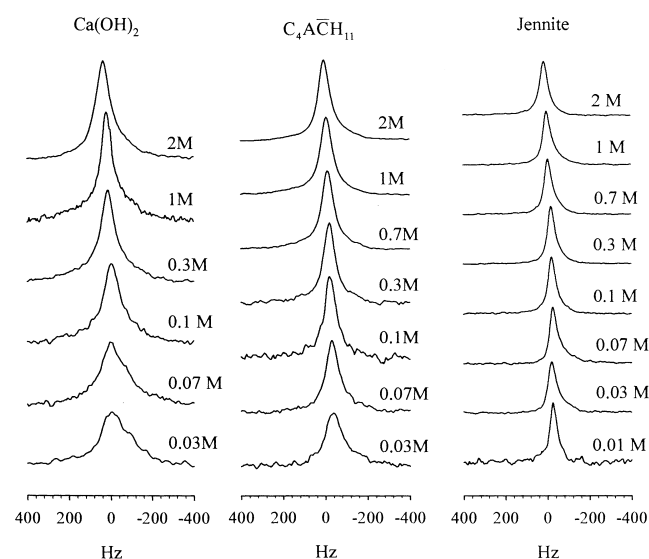 Ca(OH)₂
2M
1M
0.3M
0.1 M
0.07 M
0.03M
400 200 0 -200 -400
Hz
C₄AC̅H₁₁
2M
1M
0.7M
0.3M
0.1M
0.07M
0.03M
400 200 0 -200 -400
Hz
Jennite
2 M
1 M
0.7 M
0.3 M
0.1 M
0.07 M
0.03 M
0.01 M
400 200 0 -200 -400
Hz